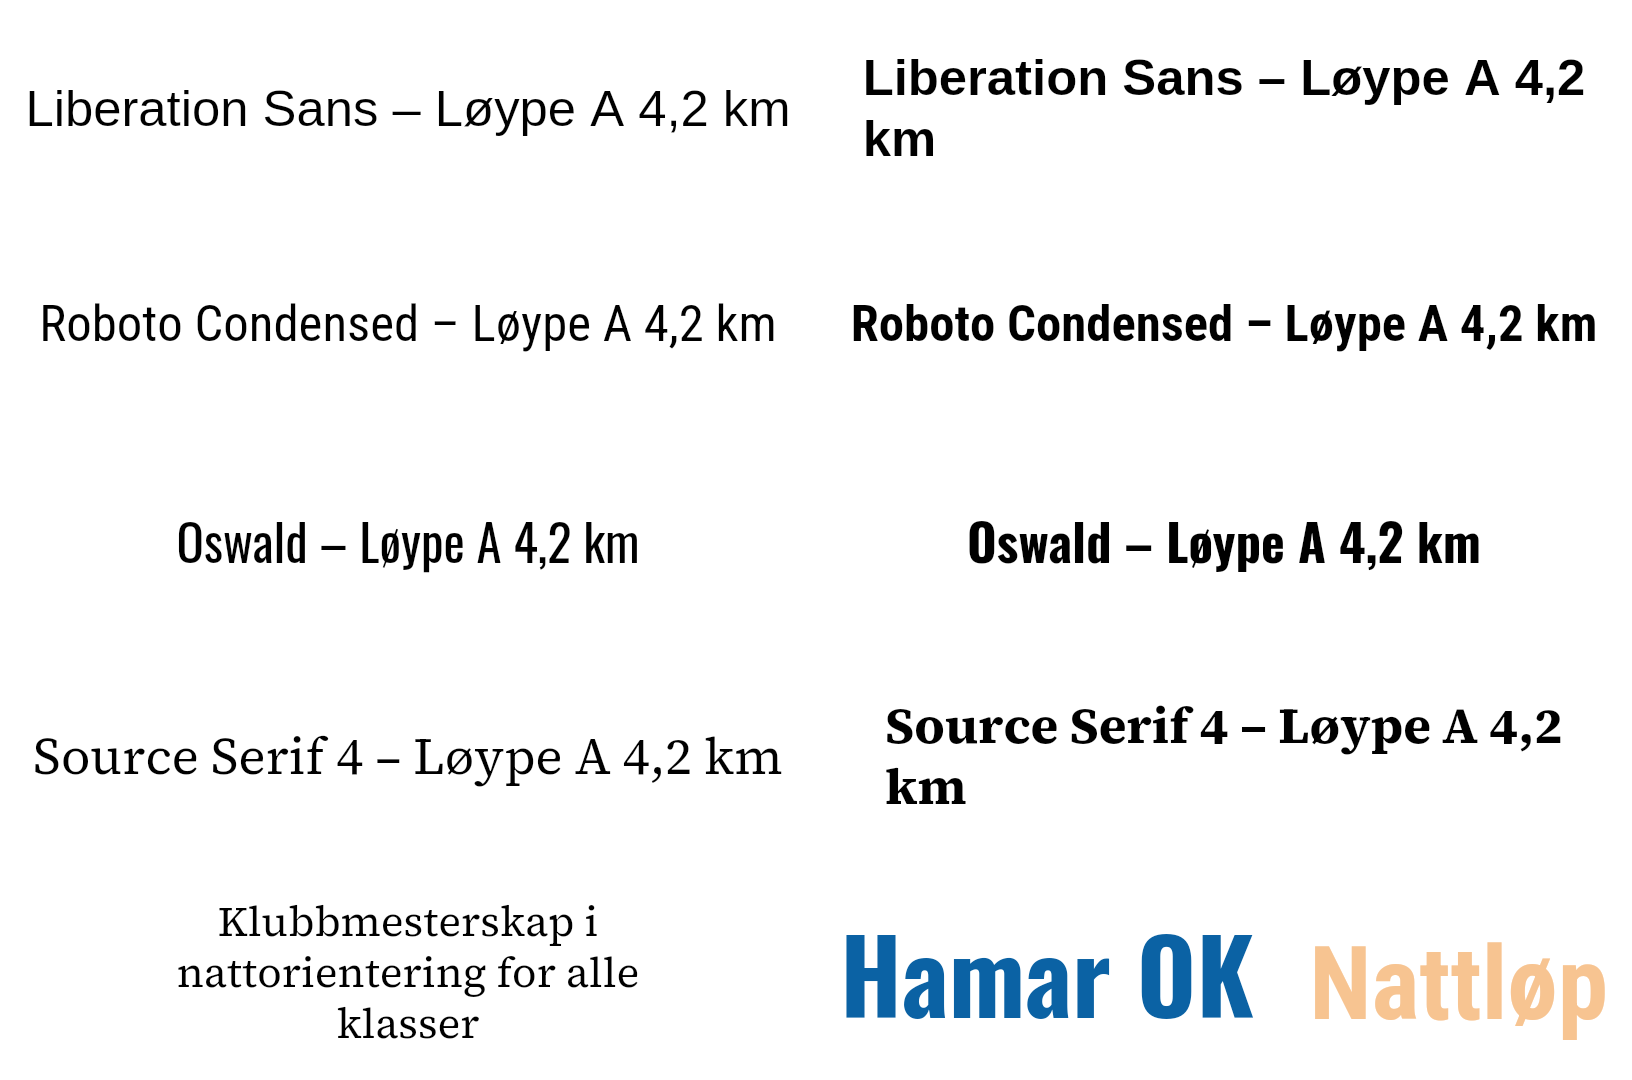 Liberation Sans – Løype A 4,2 km
Liberation Sans – Løype A 4,2
km
Roboto Condensed – Løype A 4,2 km
Roboto Condensed – Løype A 4,2 km
Oswald – Løype A 4,2 km
Oswald – Løype A 4,2 km
Source Serif 4 – Løype A 4,2 km
Source Serif 4 – Løype A 4,2
km
Klubbmesterskap i
nattorientering for alle
klasser
Hamar OK
Nattløp